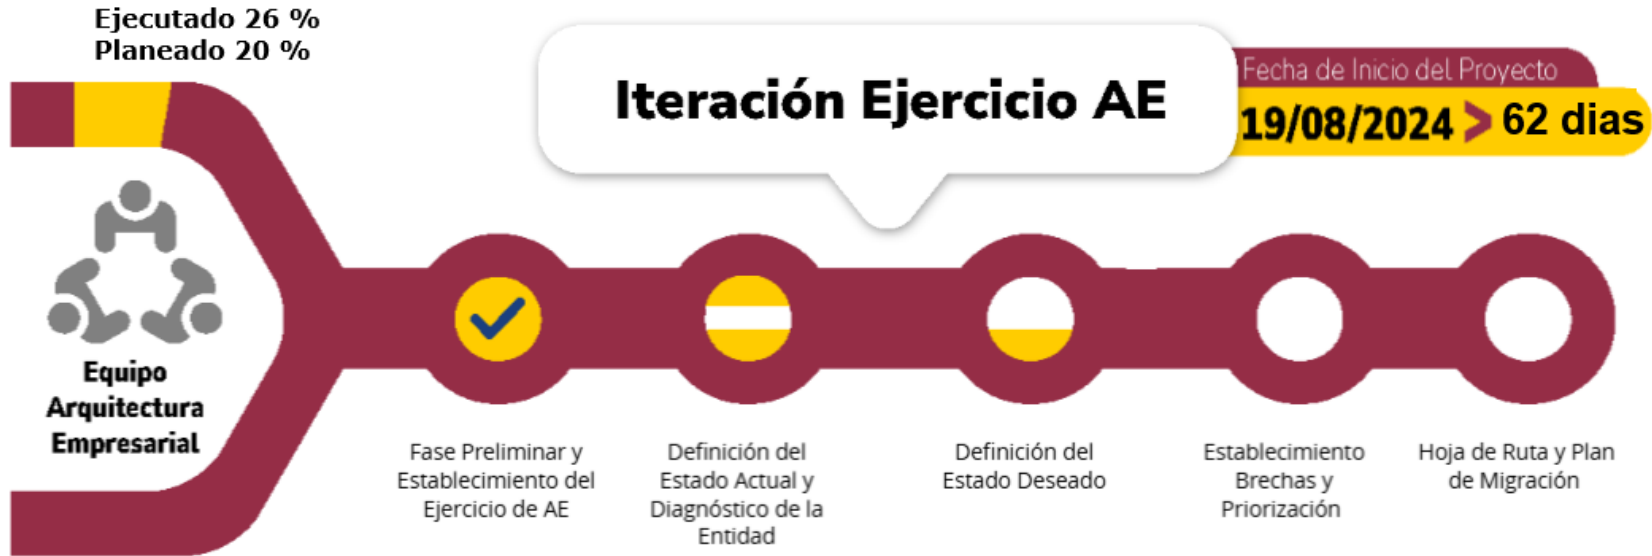 Ejecutado 26 %
Planeado 20 %
Iteración Ejercicio AE
Fecha de Inicio del Proyecto
19/08/2024 > 62 dias
Equipo
Arquitectura
Empresarial
Fase Preliminar y
Establecimiento del
Ejercicio de AE
Definición del
Estado Actual y
Diagnóstico de la
Entidad
Definición del
Estado Deseado
Establecimiento
Brechas y
Priorización
Hoja de Ruta y Plan
de Migración